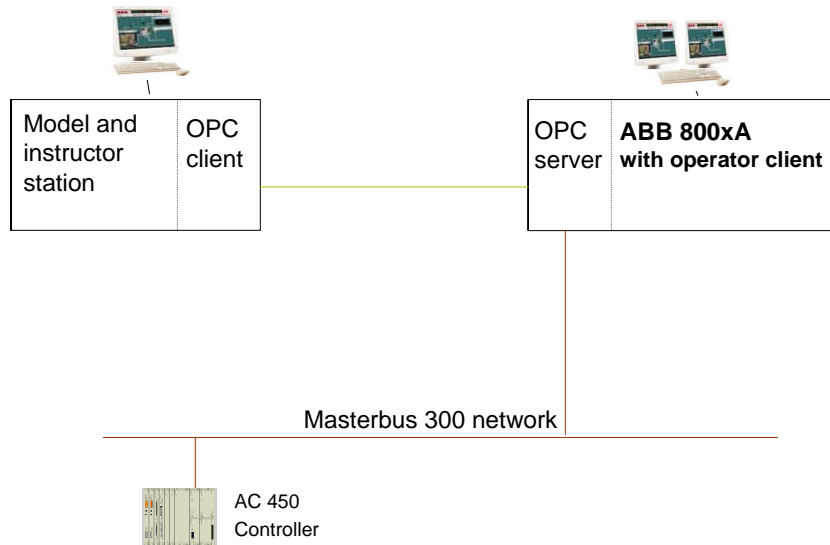 Model and
instructor
station
OPC
client
OPC
server
ABB 800xA
with operator client
Masterbus 300 network
AC 450
Controller